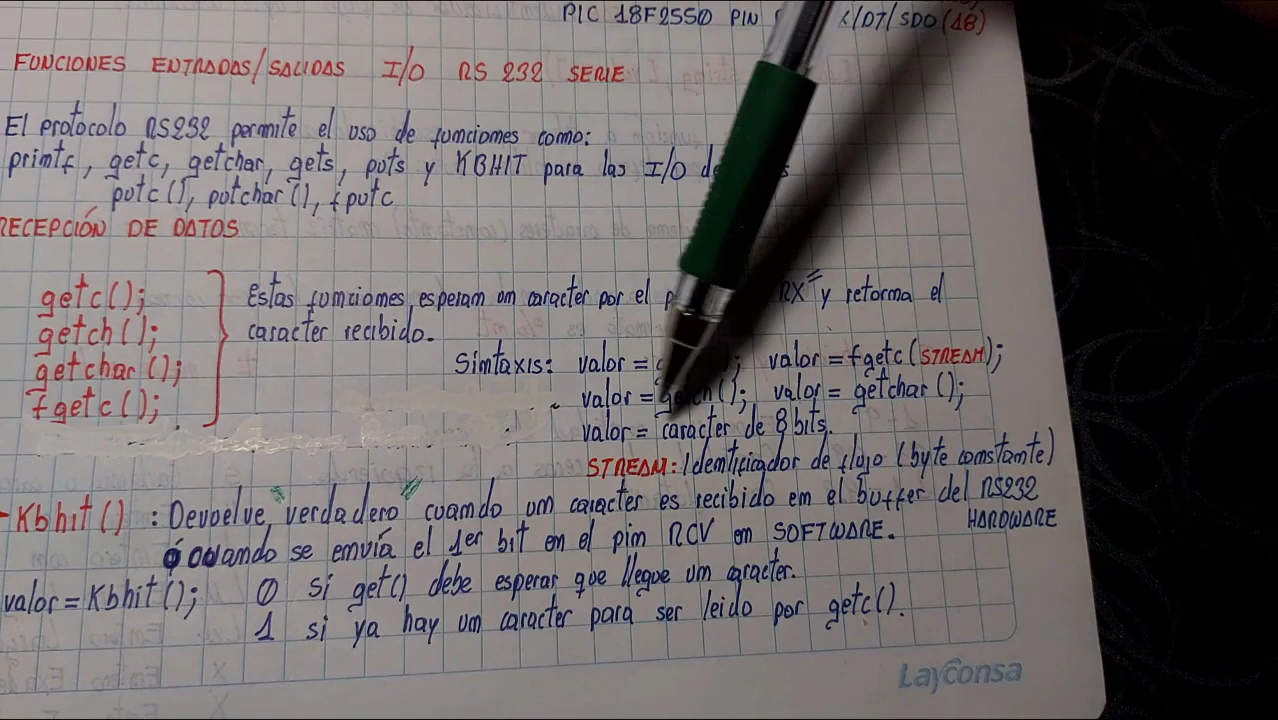 PIC 18F2550 PIN /DT/SDO (18)
FUNCIONES ENTRADAS/SALIDAS I/O RS 232 SERIE
El protocolo RS232 permite el uso de funciones como:
printf, getc, getchar, gets, puts y KBHIT para las I/O
putc(), putchar(), fputc
RECEPCIÓN DE DATOS
getc();
getch();
getchar();
fgetc();
Estas funciones, esperan un caracter por el RX y retorna el
caracter recibido.
Sintaxis: valor = valor = fgetc(STREAM);
valor = getch(); valor = getchar();
valor = caracter de 8 bits.
STREAM: Identiciador de flujo (byte constante)
- Kbhit() : Devuelve, verdadero cuando un caracter es recibido en el buffer del RS232
HARDWARE
ó cuando se envía el 1er bit en el pin RCV en SOFTWARE.
valor = Kbhit(); 0 si get() debe esperar que llegue un caracter.
1 si ya hay un caracter para ser leido por getc().
Layconsa